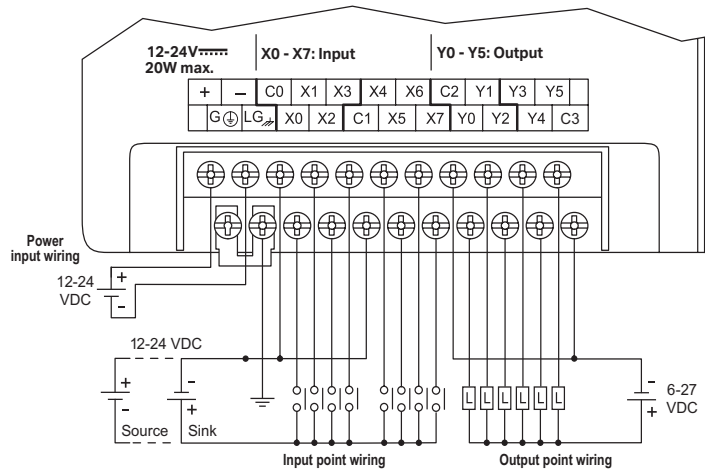 12-24V
20W max.
X0 - X7: Input
Y0 - Y5: Output
+ – C0 X1 X3 X4 X6 C2 Y1 Y3 Y5
G LG X0 X2 C1 X5 X7 Y0 Y2 Y4 C3
Power
input wiring
12-24
VDC
+
-
12-24 VDC
+
-
Source
-
+
Sink
L L L L L L
-
+
6-27
VDC
Input point wiring
Output point wiring